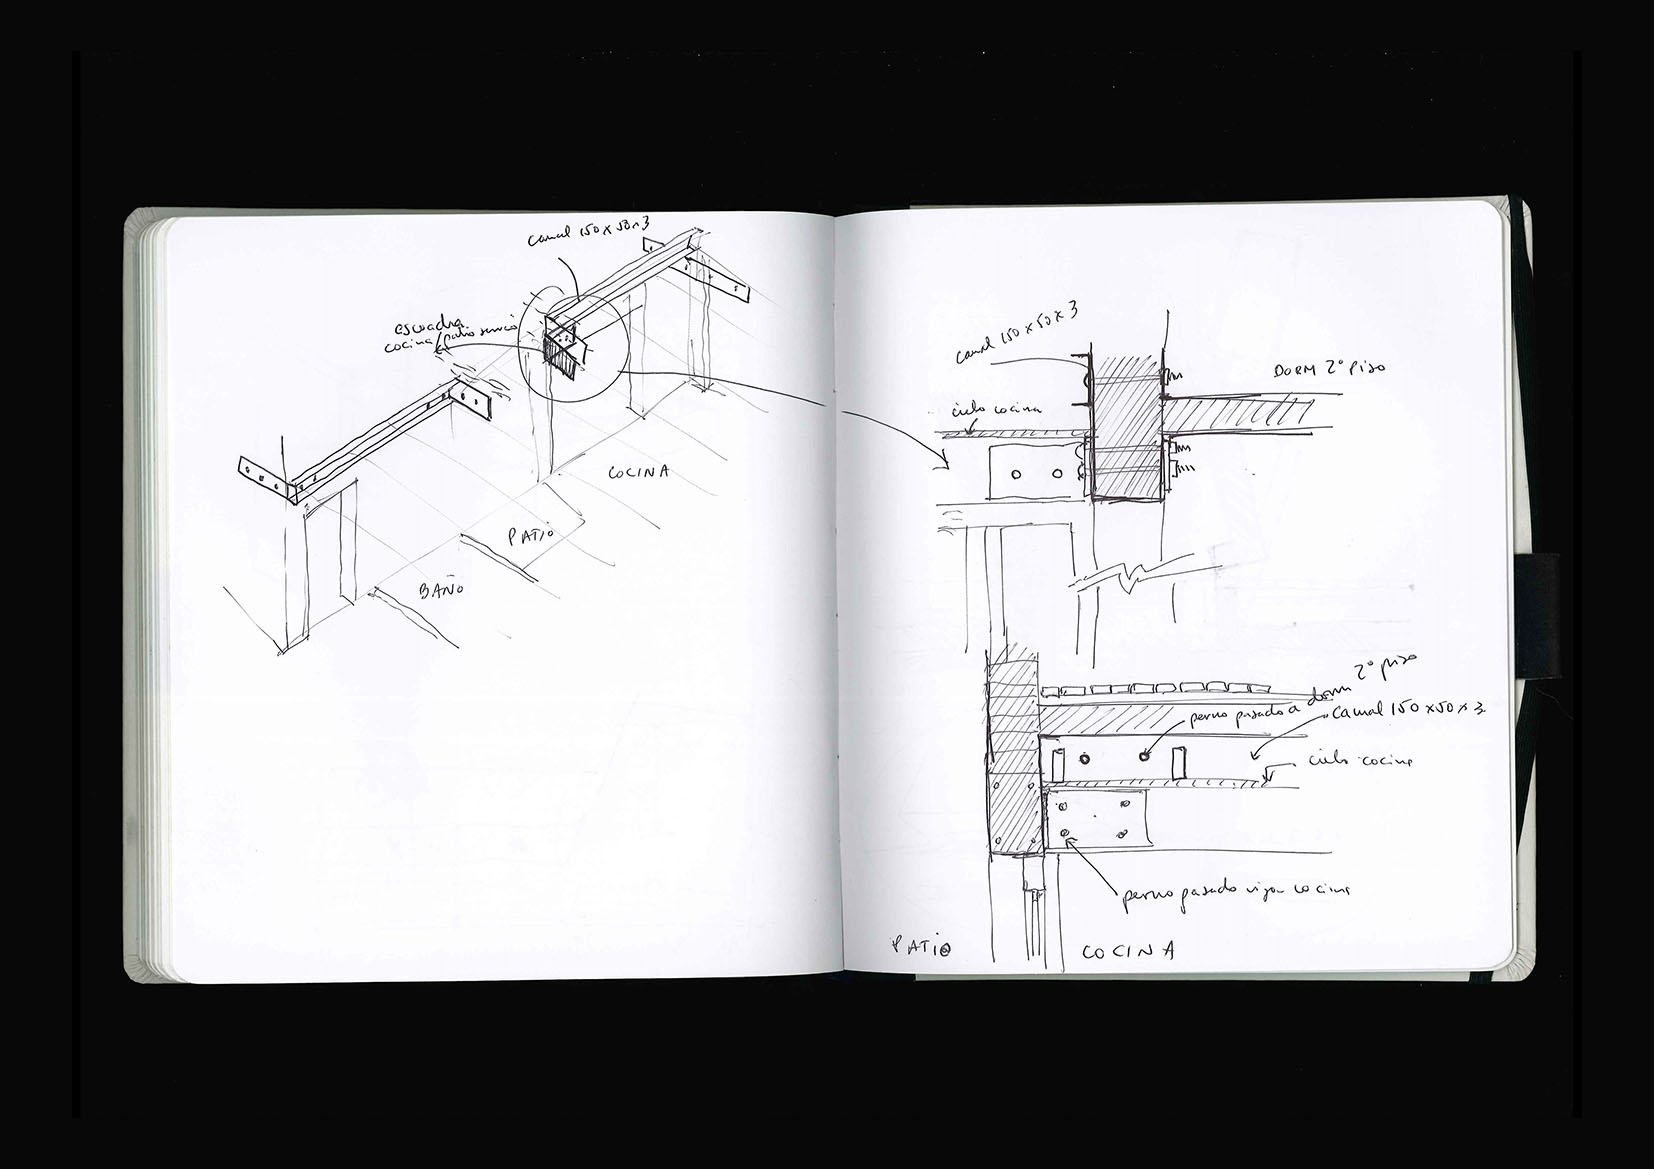 canal 150 x 50 x 3
escuadra
cocina/patio servicio
COCINA
PATIO
BAÑO
canal 150 x 50 x 3
DORM 2° piso
cielo cocina
2° piso
perno pasado a dorm
canal 150 x 50 x 3
cielo cocina
perno pasado viga cocina
PATIO
COCINA